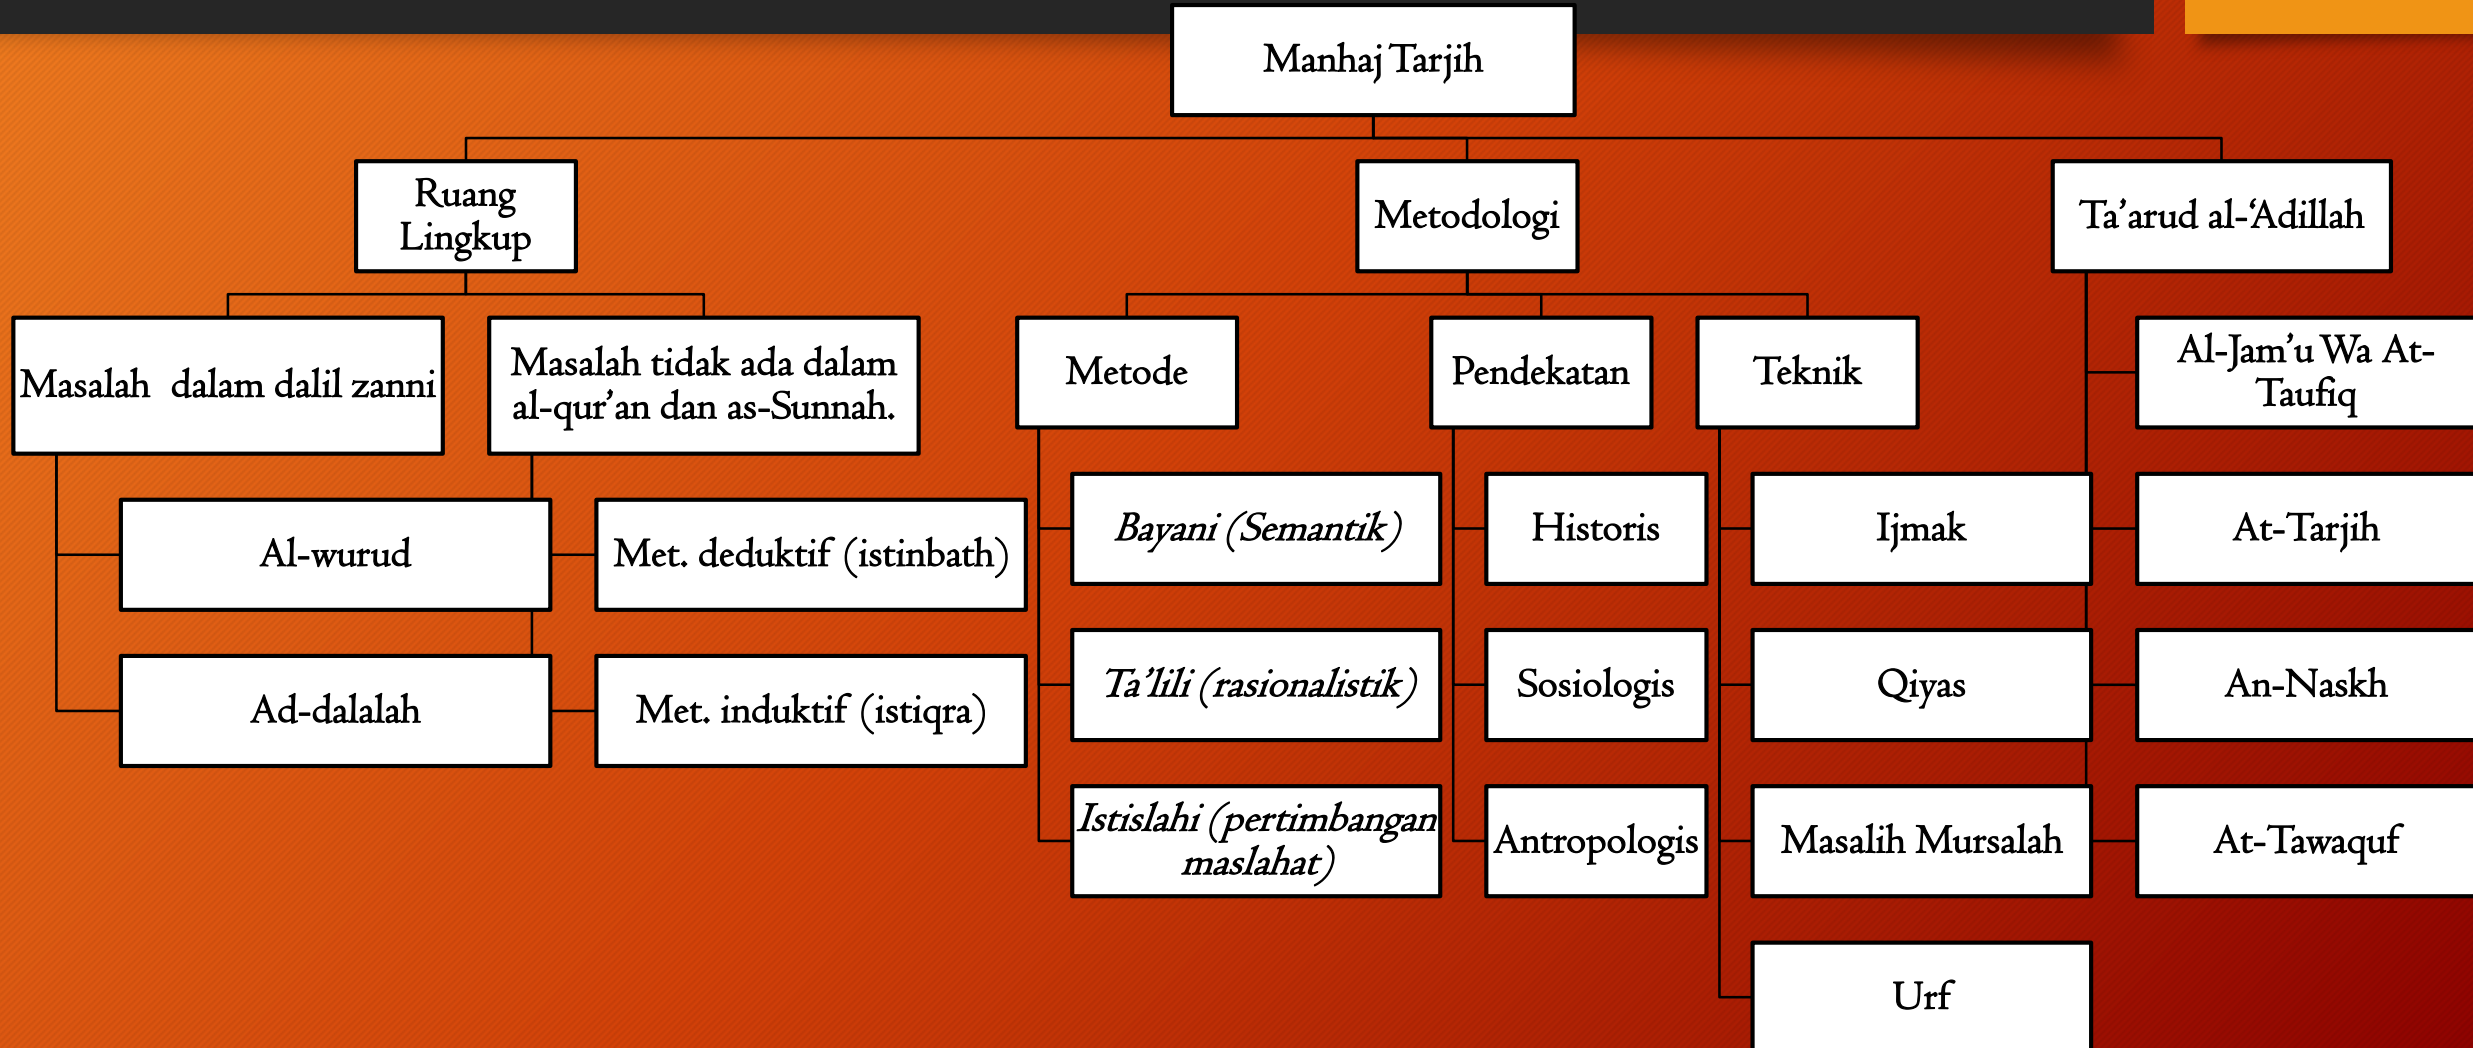 Manhaj Tarjih
Ruang
Lingkup
Metodologi
Ta’arud al-‘Adillah
Masalah dalam dalil zanni
Masalah tidak ada dalam
al-qur’an dan as-Sunnah.
Metode
Pendekatan
Teknik
Al-Jam’u Wa At-
Taufiq
Al-wurud
Met. deduktif (istinbath)
Bayani (Semantik)
Historis
Ijmak
At-Tarjih
Ad-dalalah
Met. induktif (istiqra)
Ta’lili (rasionalistik)
Sosiologis
Qiyas
An-Naskh
Istislahi (pertimbangan
maslahat)
Antropologis
Masalih Mursalah
At-Tawaquf
Urf